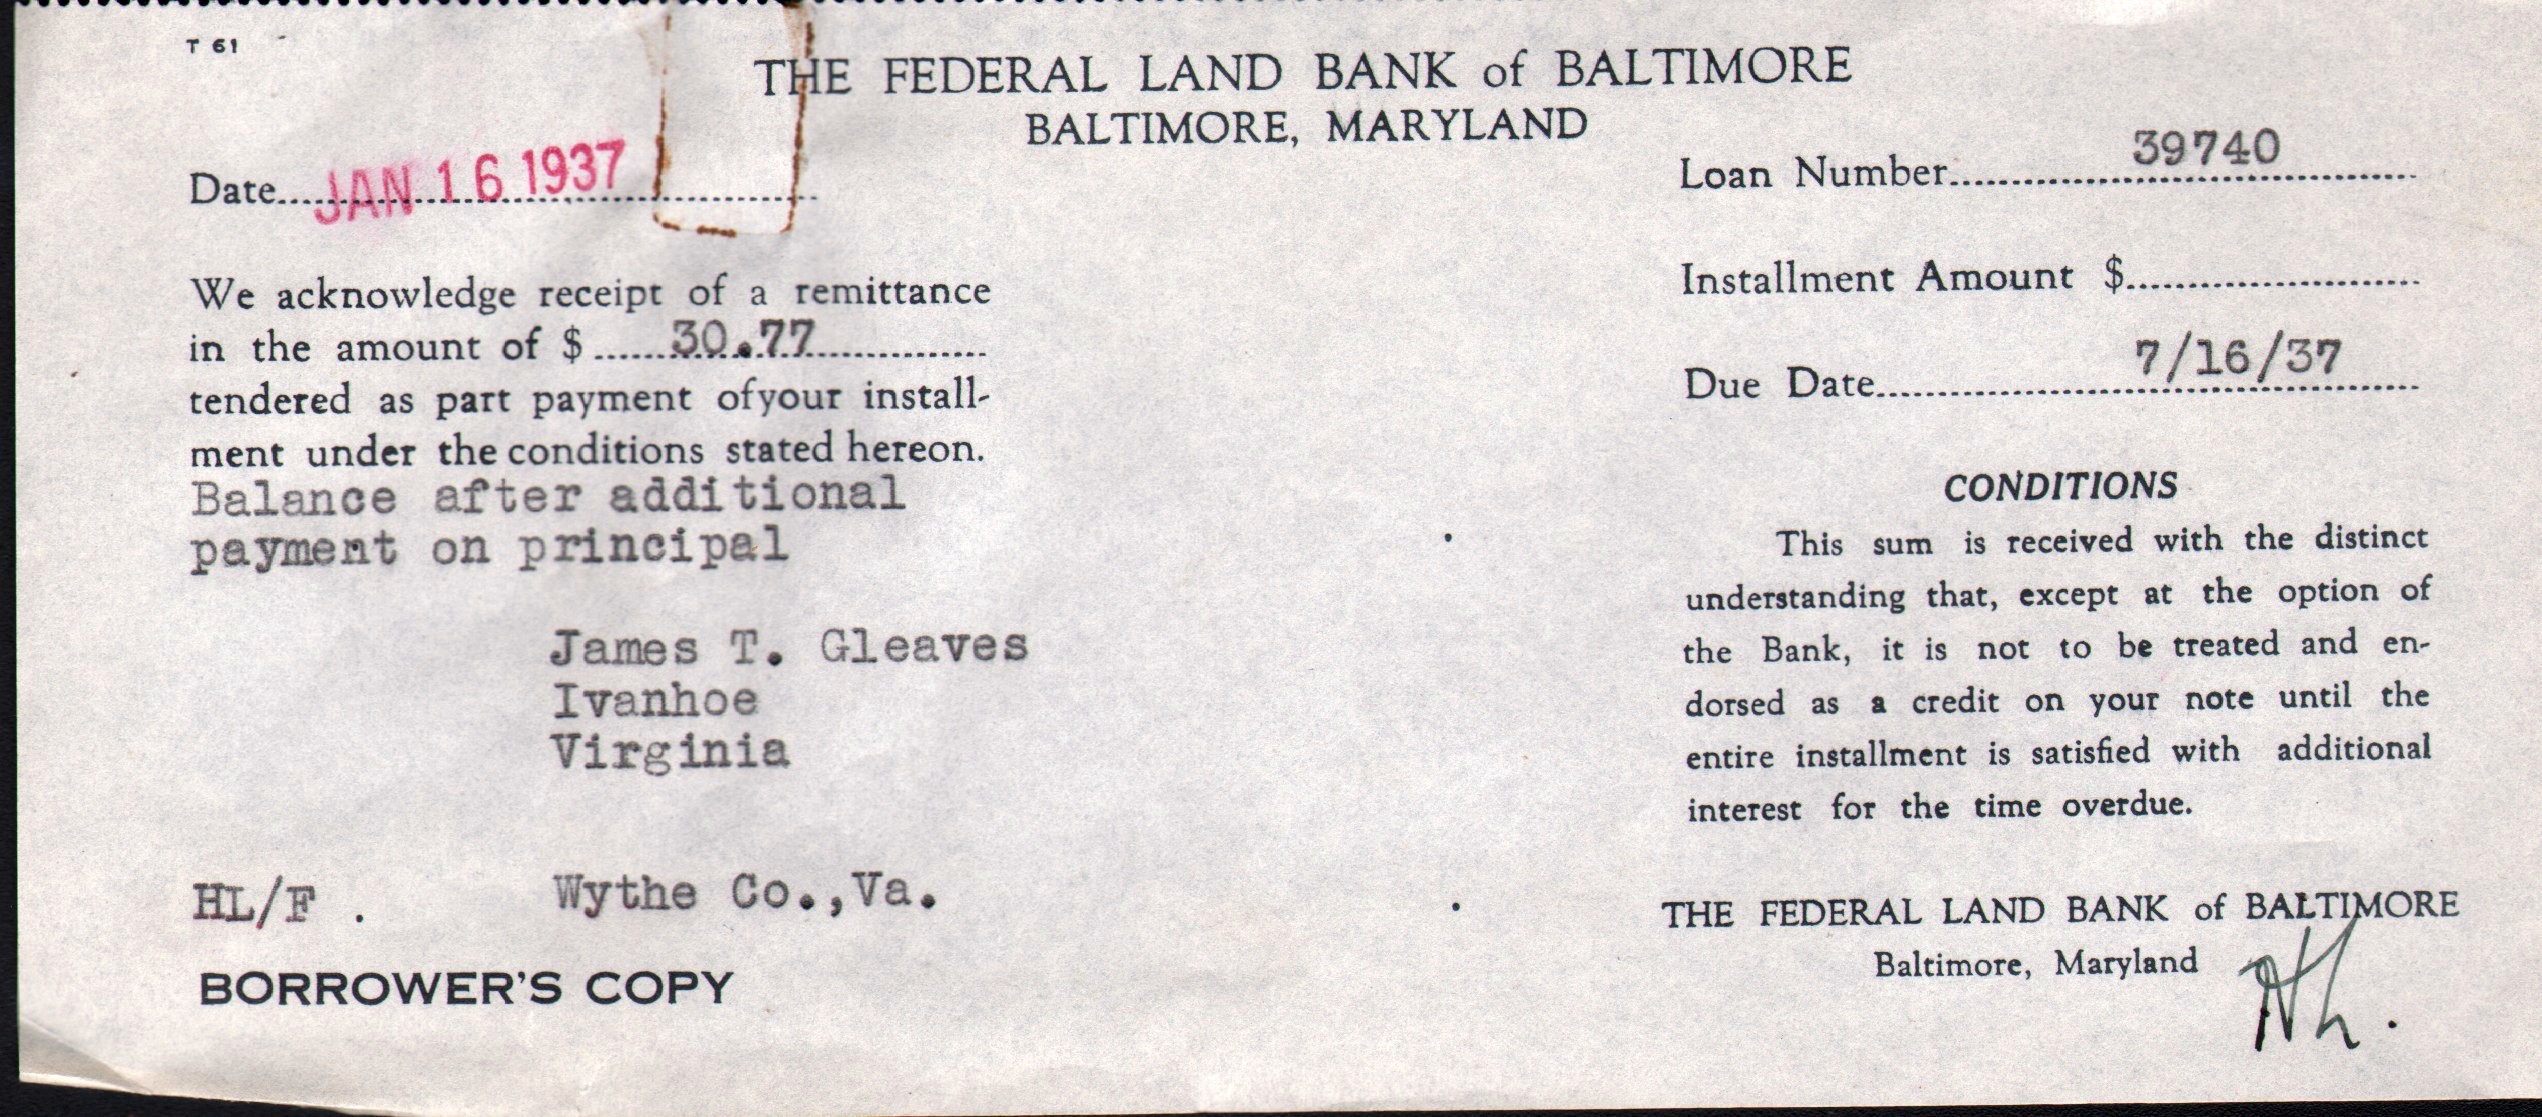 T 61
THE FEDERAL LAND BANK of BALTIMORE
BALTIMORE, MARYLAND
Date JAN 16 1937
Loan Number 39740
Installment Amount $
Due Date 7/16/37
We acknowledge receipt of a remittance
in the amount of $ 30.77
tendered as part payment of your install-
ment under the conditions stated hereon.
Balance after additional
payment on principal
James T. Gleaves
Ivanhoe
Virginia
HL/F .
Wythe Co.,Va.
BORROWER'S COPY
CONDITIONS
This sum is received with the distinct
understanding that, except at the option of
the Bank, it is not to be treated and en-
dorsed as a credit on your note until the
entire installment is satisfied with additional
interest for the time overdue.
THE FEDERAL LAND BANK of BALTIMORE
Baltimore, Maryland
HL.